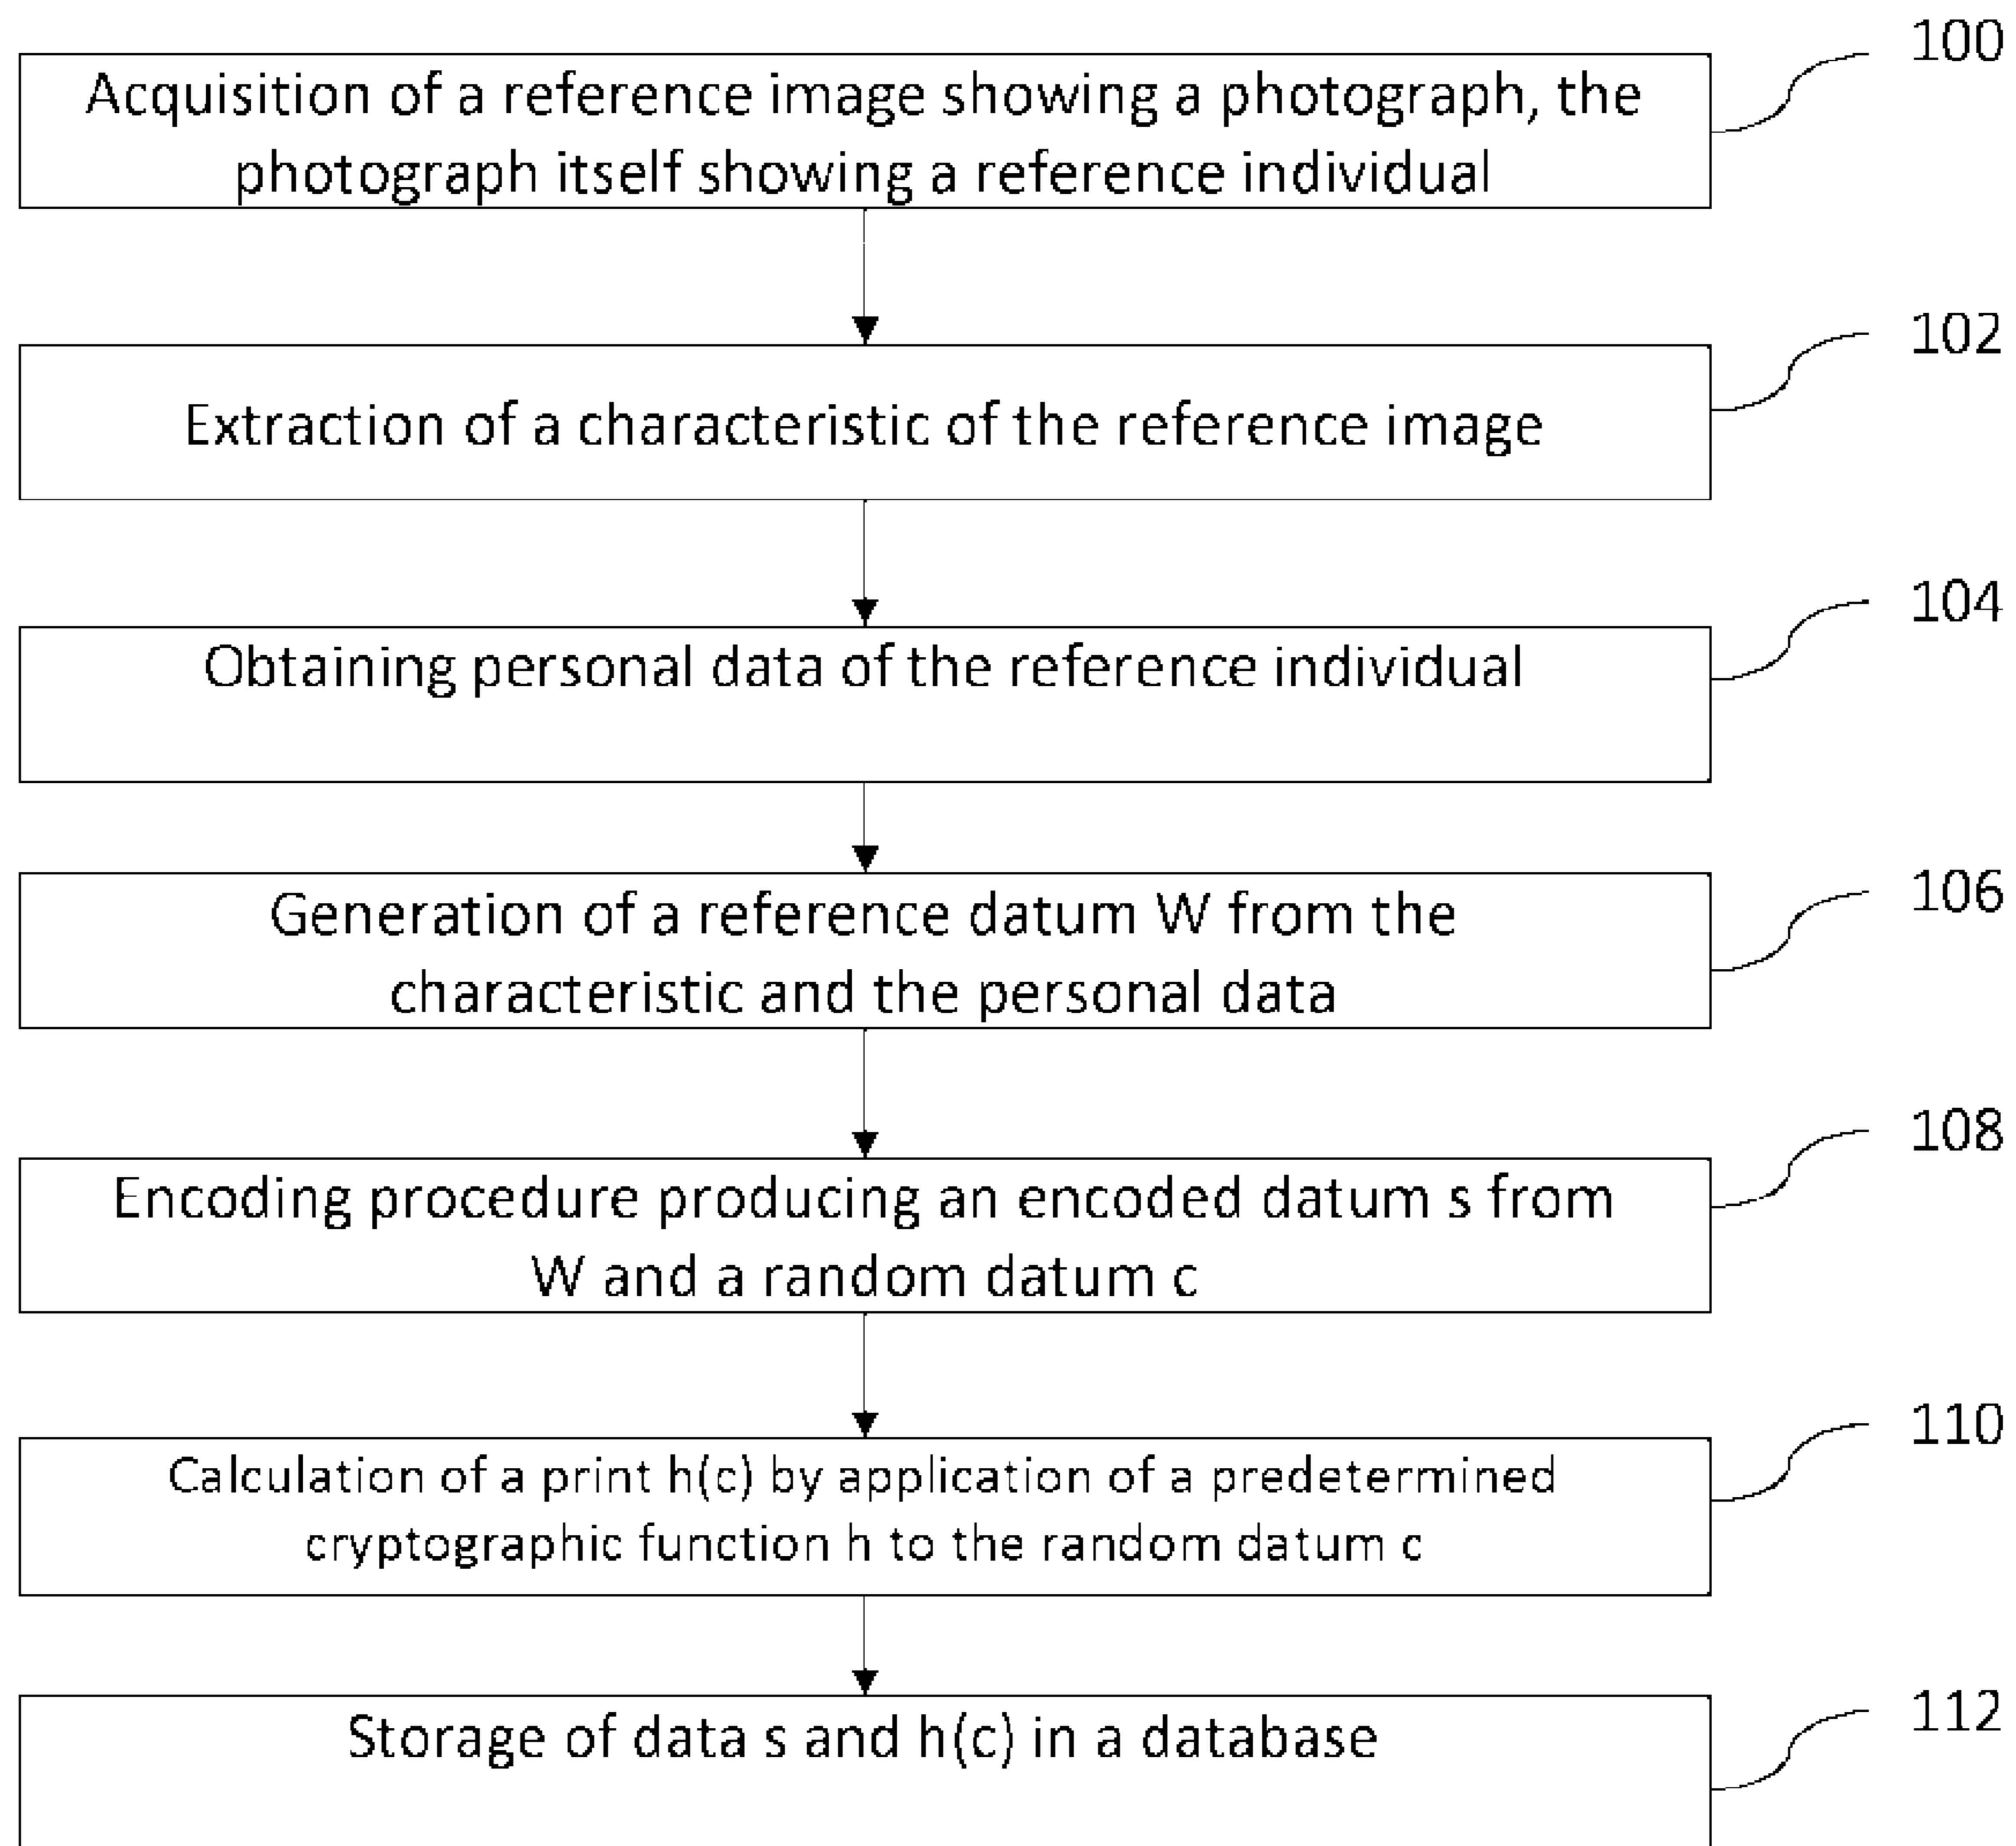 100
Acquisition of a reference image showing a photograph, the
photograph itself showing a reference individual
102
Extraction of a characteristic of the reference image
104
Obtaining personal data of the reference individual
106
Generation of a reference datum W from the
characteristic and the personal data
108
Encoding procedure producing an encoded datum s from
W and a random datum c
110
Calculation of a print h(c) by application of a predetermined
cryptographic function h to the random datum c
112
Storage of data s and h(c) in a database